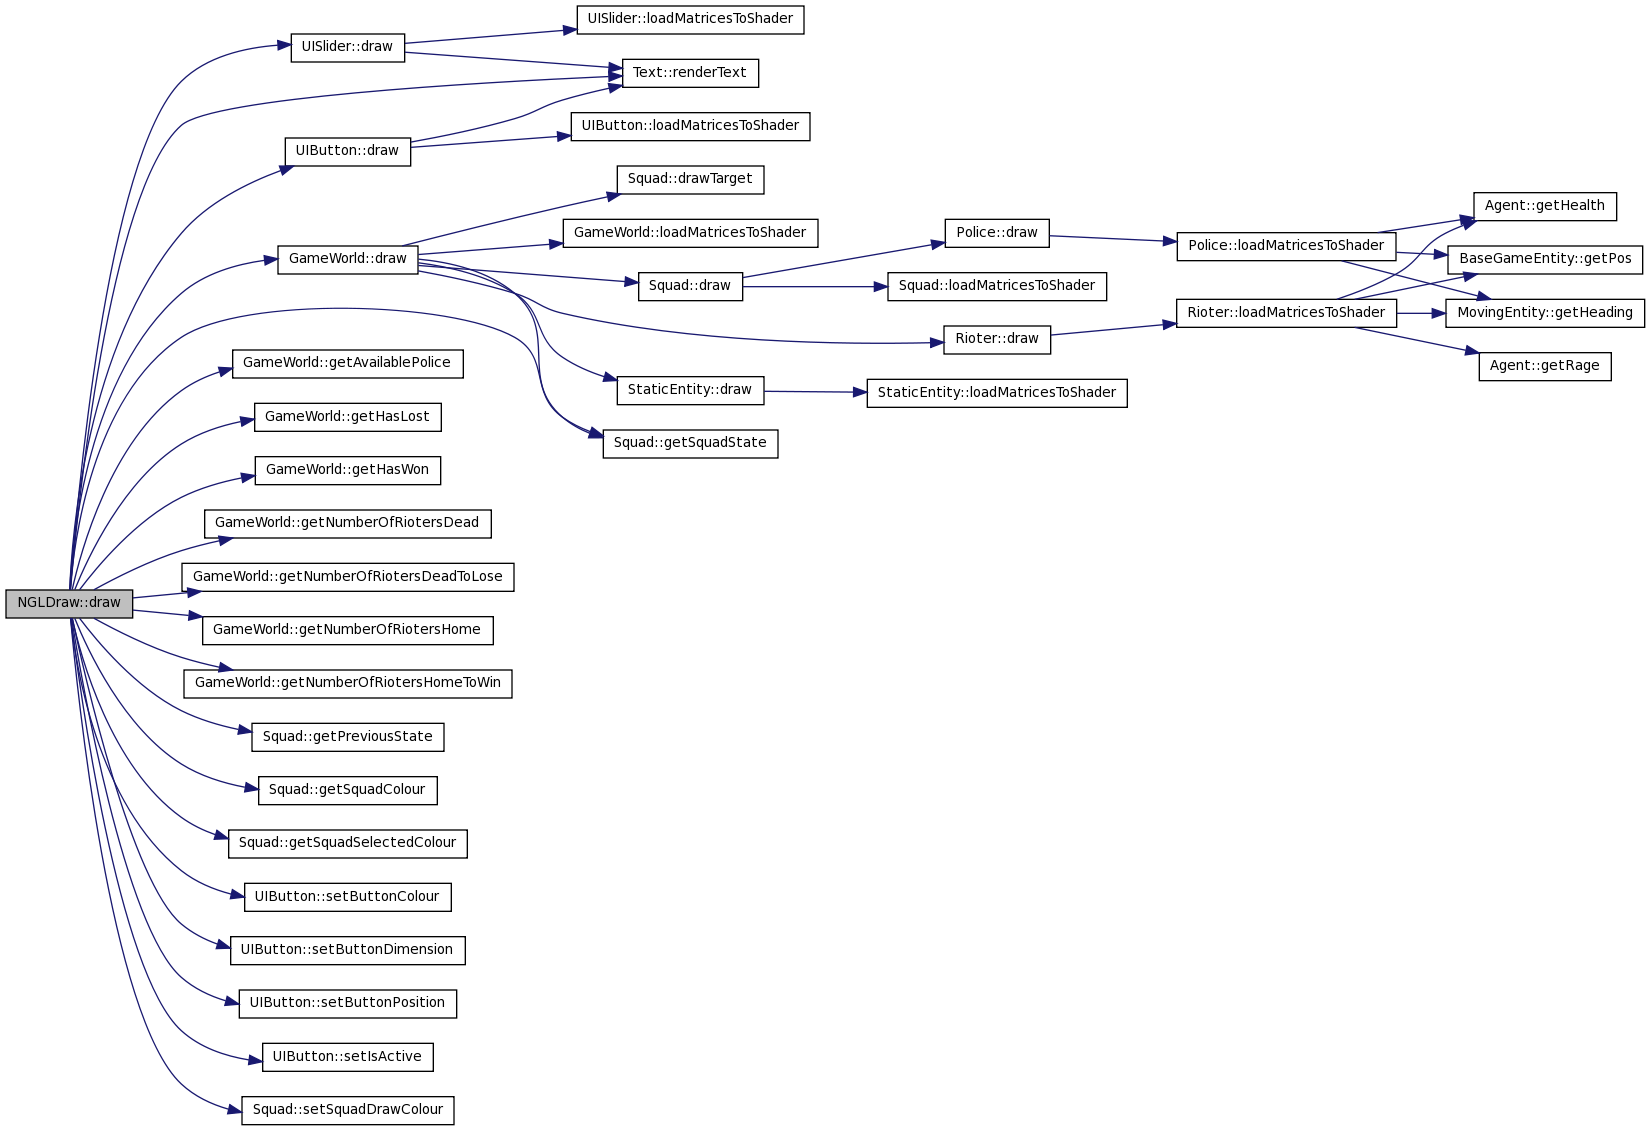 UISlider::loadMatricesToShader
UISlider::draw
Text::renderText
UIButton::loadMatricesToShader
UIButton::draw
Squad::drawTarget
Agent::getHealth
GameWorld::loadMatricesToShader
Police::draw
Police::loadMatricesToShader
GameWorld::draw
BaseGameEntity::getPos
Squad::draw
Squad::loadMatricesToShader
Rioter::loadMatricesToShader
MovingEntity::getHeading
Rioter::draw
GameWorld::getAvailablePolice
Agent::getRage
StaticEntity::draw
StaticEntity::loadMatricesToShader
GameWorld::getHasLost
Squad::getSquadState
GameWorld::getHasWon
GameWorld::getNumberOfRiotersDead
GameWorld::getNumberOfRiotersDeadToLose
NGLDraw::draw
GameWorld::getNumberOfRiotersHome
GameWorld::getNumberOfRiotersHomeToWin
Squad::getPreviousState
Squad::getSquadColour
Squad::getSquadSelectedColour
UIButton::setButtonColour
UIButton::setButtonDimension
UIButton::setButtonPosition
UIButton::setIsActive
Squad::setSquadDrawColour